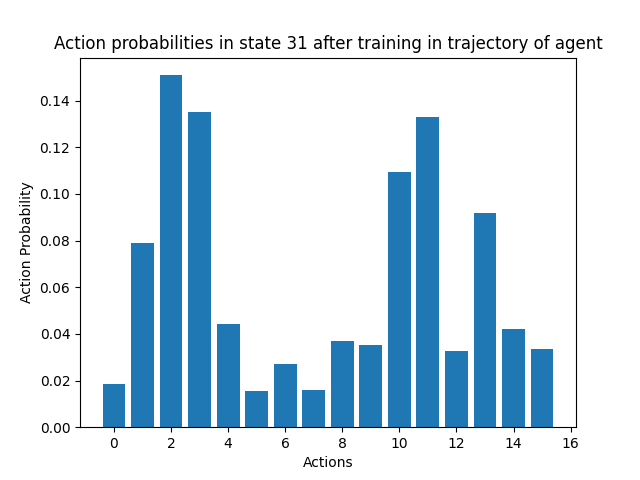 Action probabilities in state 31 after training in trajectory of agent
0.14
0.12
0.10
0.08
0.06
0.04
0.02
0.00
Action Probability
0 2 4 6 8 10 12 14 16
Actions